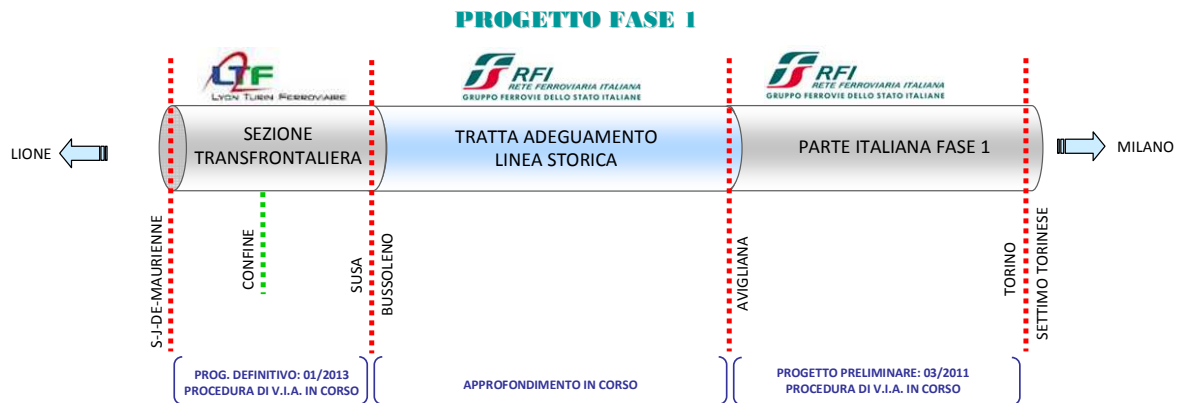 PROGETTO FASE 1
LTF
LYON TURIN FERROVIAIRE
RFI
RETE FERROVIARIA ITALIANA
GRUPPO FERROVIE DELLO STATO ITALIANE
RFI
RETE FERROVIARIA ITALIANA
GRUPPO FERROVIE DELLO STATO ITALIANE
LIONE
SEZIONE
TRANSFRONTALIERA
TRATTA ADEGUAMENTO
LINEA STORICA
PARTE ITALIANA FASE 1
MILANO
S-J-DE-MAURIENNE
CONFINE
SUSA
BUSSOLENO
AVIGLIANA
TORINO
SETTIMO TORINESE
PROG. DEFINITIVO: 01/2013
PROCEDURA DI V.I.A. IN CORSO
APPROFONDIMENTO IN CORSO
PROGETTO PRELIMINARE: 03/2011
PROCEDURA DI V.I.A. IN CORSO